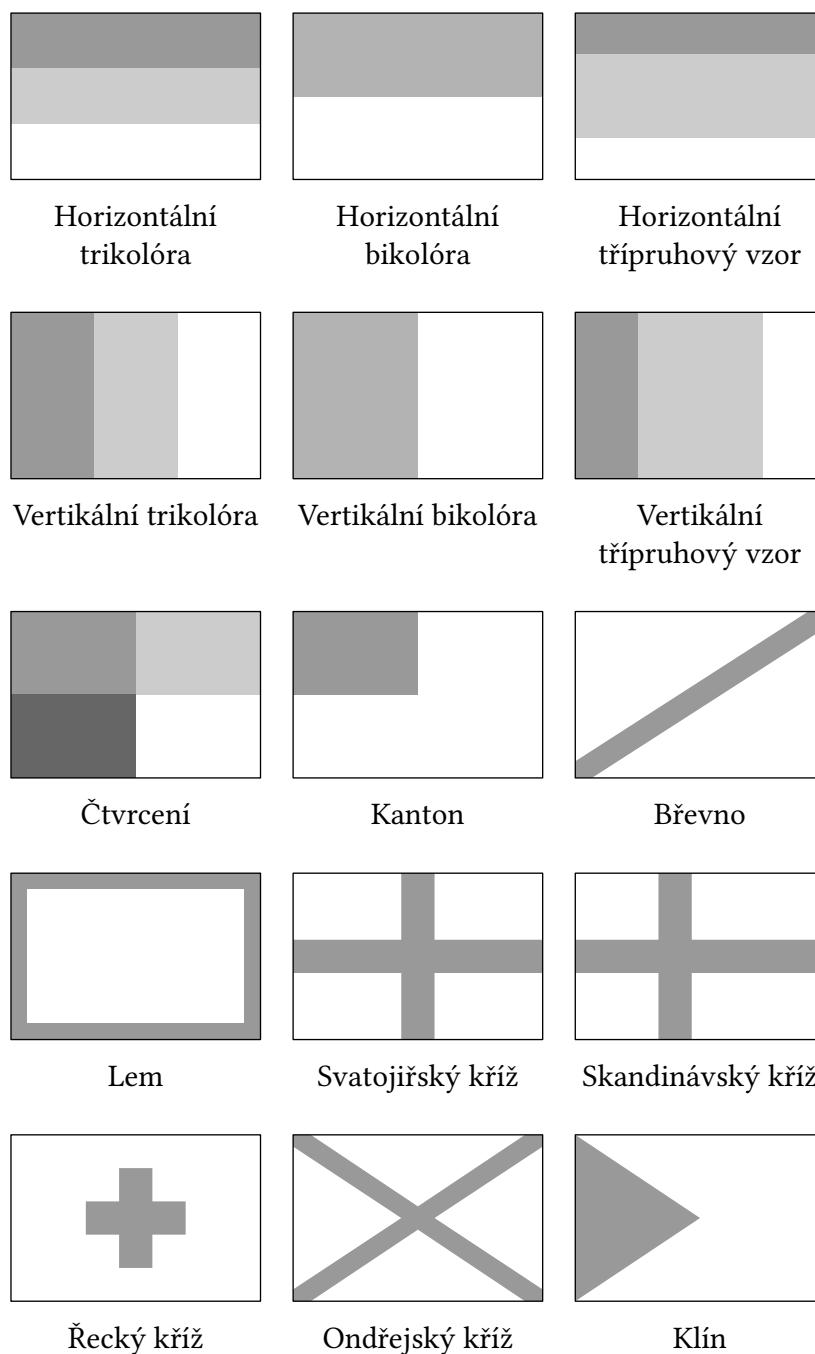 Horizontální
trikolóra
Horizontální
bikolóra
Horizontální
třípruhový vzor
Vertikální trikolóra
Vertikální bikolóra
Vertikální
třípruhový vzor
Čtvrcení
Kanton
Břevno
Lem
Svatojiřský kříž
Skandinávský kříž
Řecký kříž
Ondřejský kříž
Klín